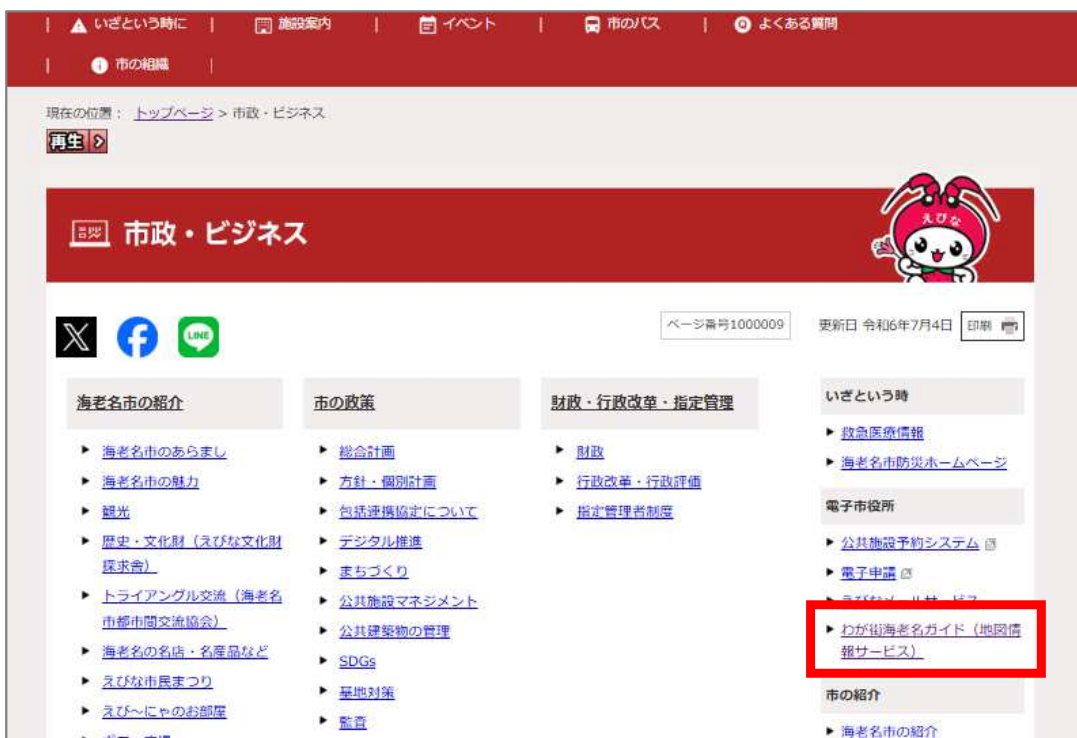 いざという時に
施設案内
イベント
市のバス
よくある質問
市の組織
現在の位置： トップページ > 市政・ビジネス
再生
市政・ビジネス
えびな
LINE
ページ番号1000009
更新日 令和6年7月4日
印刷
海老名市の紹介
海老名市のあらまし
海老名市の魅力
観光
歴史・文化財（えびな文化財
探求舎）
トライアングル交流（海老名
市都市間交流協会）
海老名の名店・名産品など
えびな市民まつり
えび～にゃのお部屋
市の政策
総合計画
方針・個別計画
包括連携協定について
デジタル推進
まちづくり
公共施設マネジメント
公共建築物の管理
SDGs
基地対策
監査
財政・行政改革・指定管理
財政
行政改革・行政評価
指定管理者制度
いざという時
救急医療情報
海老名市防災ホームページ
電子市役所
公共施設予約システム
電子申請
えびなメールサービス
わが街海老名ガイド（地図情
報サービス）
市の紹介
海老名市の紹介